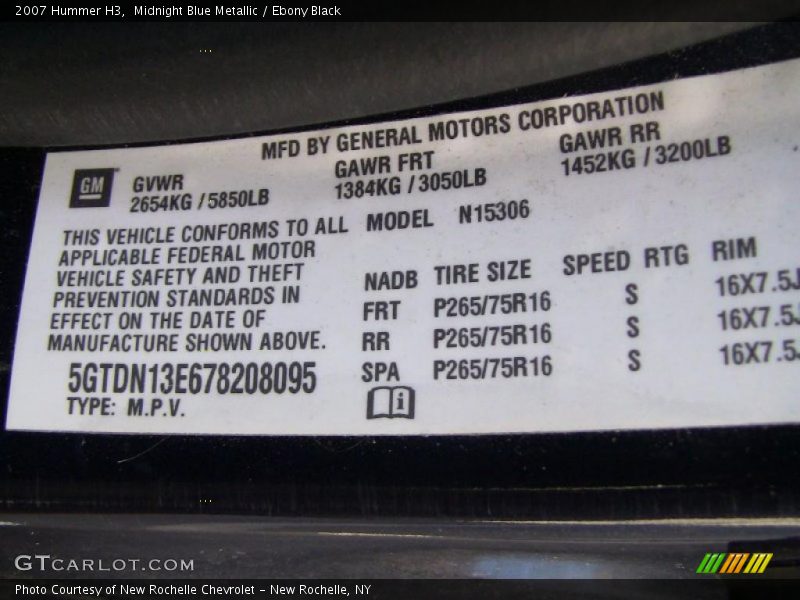 2007 Hummer H3,  Midnight Blue Metallic / Ebony Black
MFD BY GENERAL MOTORS CORPORATION
GM
GVWR GAWR FRT GAWR RR
2654KG / 5850LB 1384KG / 3050LB 1452KG / 3200LB
THIS VEHICLE CONFORMS TO ALL
APPLICABLE FEDERAL MOTOR
VEHICLE SAFETY AND THEFT
PREVENTION STANDARDS IN
EFFECT ON THE DATE OF
MANUFACTURE SHOWN ABOVE.
5GTDN13E678208095
TYPE: M.P.V.
MODEL N15306
NADB TIRE SIZE SPEED RTG RIM
FRT P265/75R16 S 16X7.5J
RR P265/75R16 S 16X7.5J
SPA P265/75R16 S 16X7.5J
i
GTCARLOT.COM
Photo Courtesy of New Rochelle Chevrolet - New Rochelle, NY